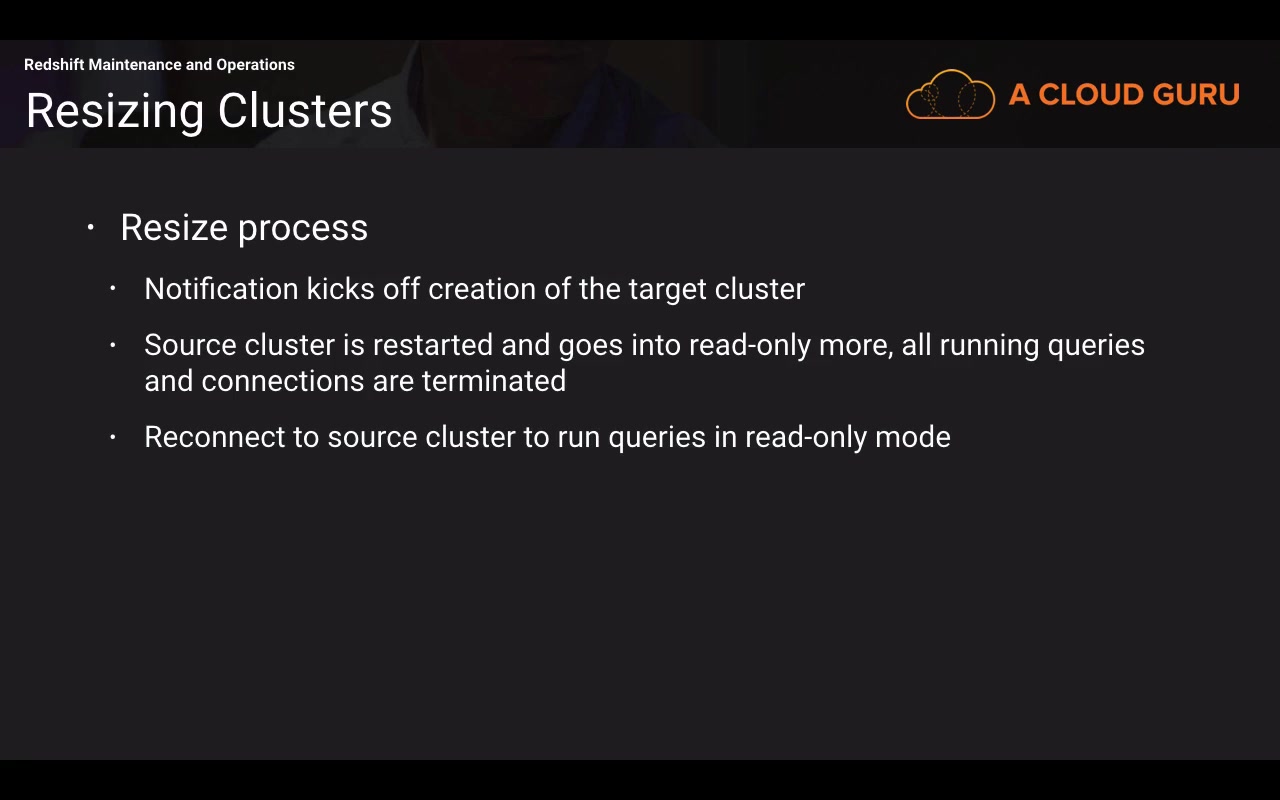 Redshift Maintenance and Operations
Resizing Clusters
A CLOUD GURU
• Resize process
• Notification kicks off creation of the target cluster
• Source cluster is restarted and goes into read-only more, all running queries
and connections are terminated
• Reconnect to source cluster to run queries in read-only mode